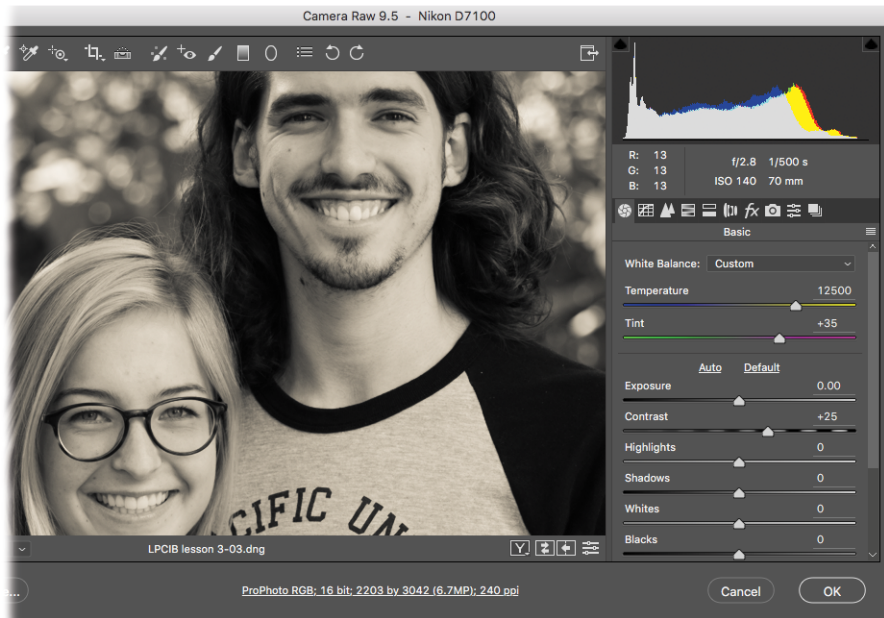 Camera Raw 9.5 - Nikon D7100
R: 13
G: 13
B: 13
f/2.8 1/500 s
ISO 140 70 mm
fx
Basic
White Balance: Custom
Temperature 12500
Tint +35
Auto Default
Exposure 0.00
Contrast +25
Highlights 0
Shadows 0
Whites 0
Blacks 0
CIFIC UN
LPCIB lesson 3-03.dng
Y
ProPhoto RGB; 16 bit; 2203 by 3042 (6.7MP); 240 ppi
Cancel OK